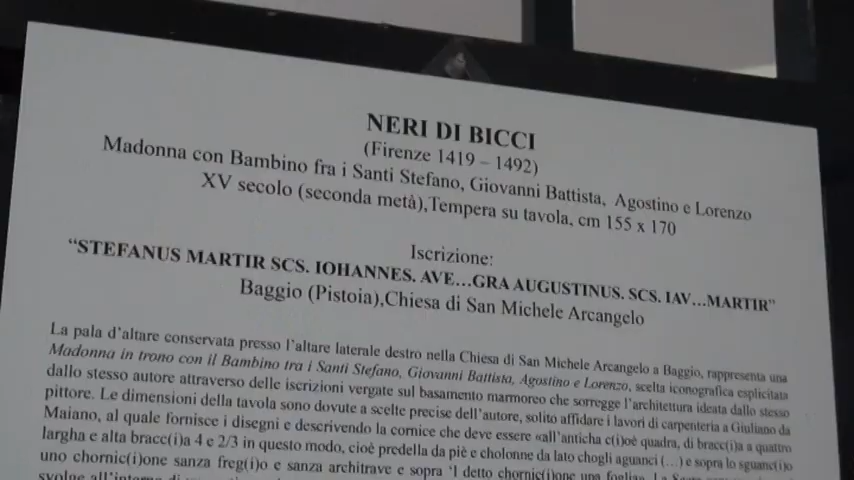 NERI DI BICCI
(Firenze 1419 – 1492)
Madonna con Bambino fra i Santi Stefano, Giovanni Battista, Agostino e Lorenzo
XV secolo (seconda metà),Tempera su tavola, cm 155 x 170
Iscrizione:
“STEFANUS MARTIR SCS. IOHANNES. AVE…GRA AUGUSTINUS. SCS. IAV…MARTIR”
Baggio (Pistoia),Chiesa di San Michele Arcangelo
La pala d’altare conservata presso l’altare laterale destro nella Chiesa di San Michele Arcangelo a Baggio, rappresenta una
Madonna in trono con il Bambino tra i Santi Stefano, Giovanni Battista, Agostino e Lorenzo, scelta iconografica esplicitata
dallo stesso autore attraverso delle iscrizioni vergate sul basamento marmoreo che sorregge l’architettura ideata dallo stesso
pittore. Le dimensioni della tavola sono dovute a scelte precise dell’autore, solito affidare i lavori di carpenteria a Giuliano da
Maiano, al quale fornisce i disegni e descrivendo la cornice che deve essere «all’anticha c(i)oè quadra, di bracc(i)a quattro
largha e alta bracc(i)a 4 e 2/3 in questo modo, cioè predella da piè e cholonne da lato chogli aguanci (…) e sopra lo sguanc(i)o
uno chornic(i)one sanza freg(i)o e sanza architrave e sopra ‘l detto chornic(i)one una foglia».
svolge all’interno di